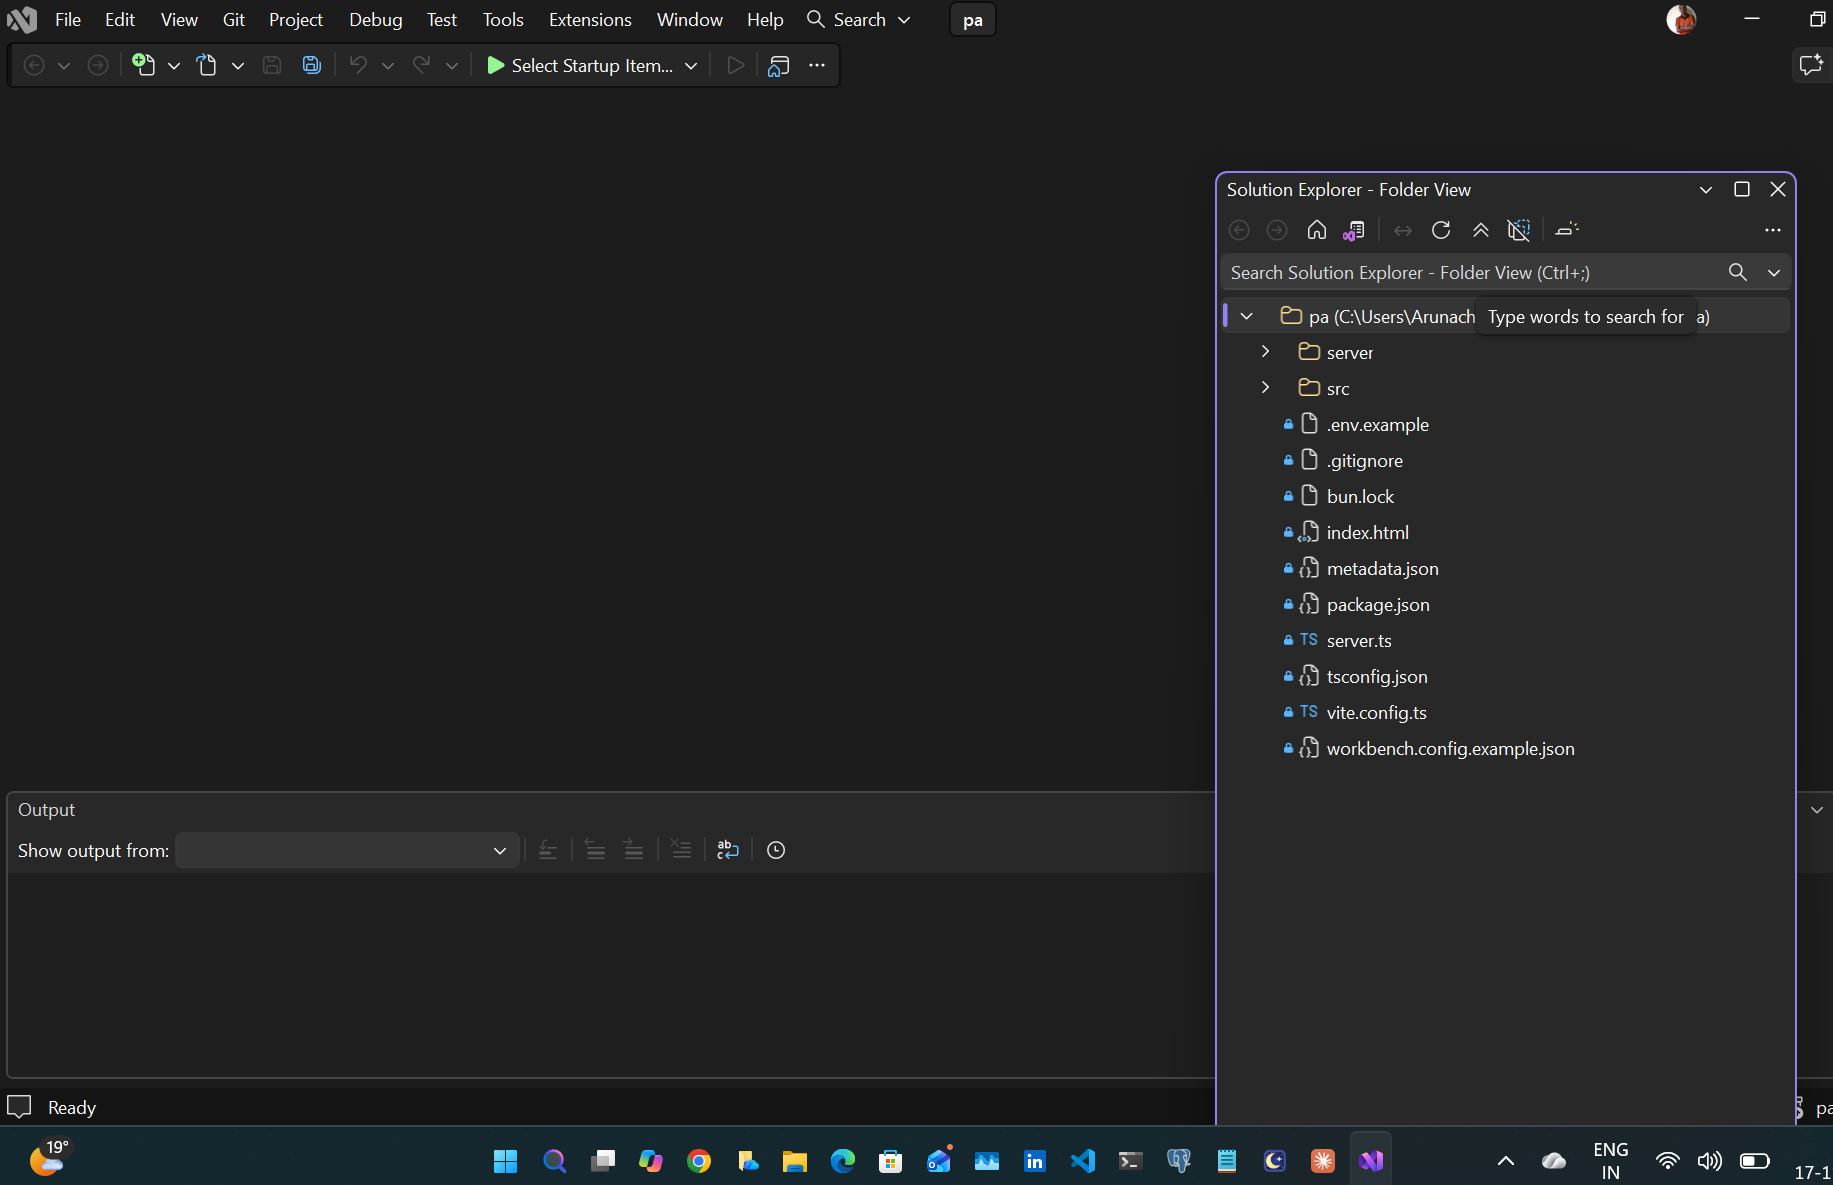 File Edit View Git Project Debug Test Tools Extensions Window Help Search pa
Select Startup Item...
Solution Explorer - Folder View
Search Solution Explorer - Folder View (Ctrl+;)
pa (C:\Users\Arunach
Type words to search for
a)
server
src
.env.example
.gitignore
bun.lock
index.html
metadata.json
package.json
TS server.ts
tsconfig.json
TS vite.config.ts
workbench.config.example.json
Output
Show output from:
Ready
pa
19°
ENG
IN
17-1